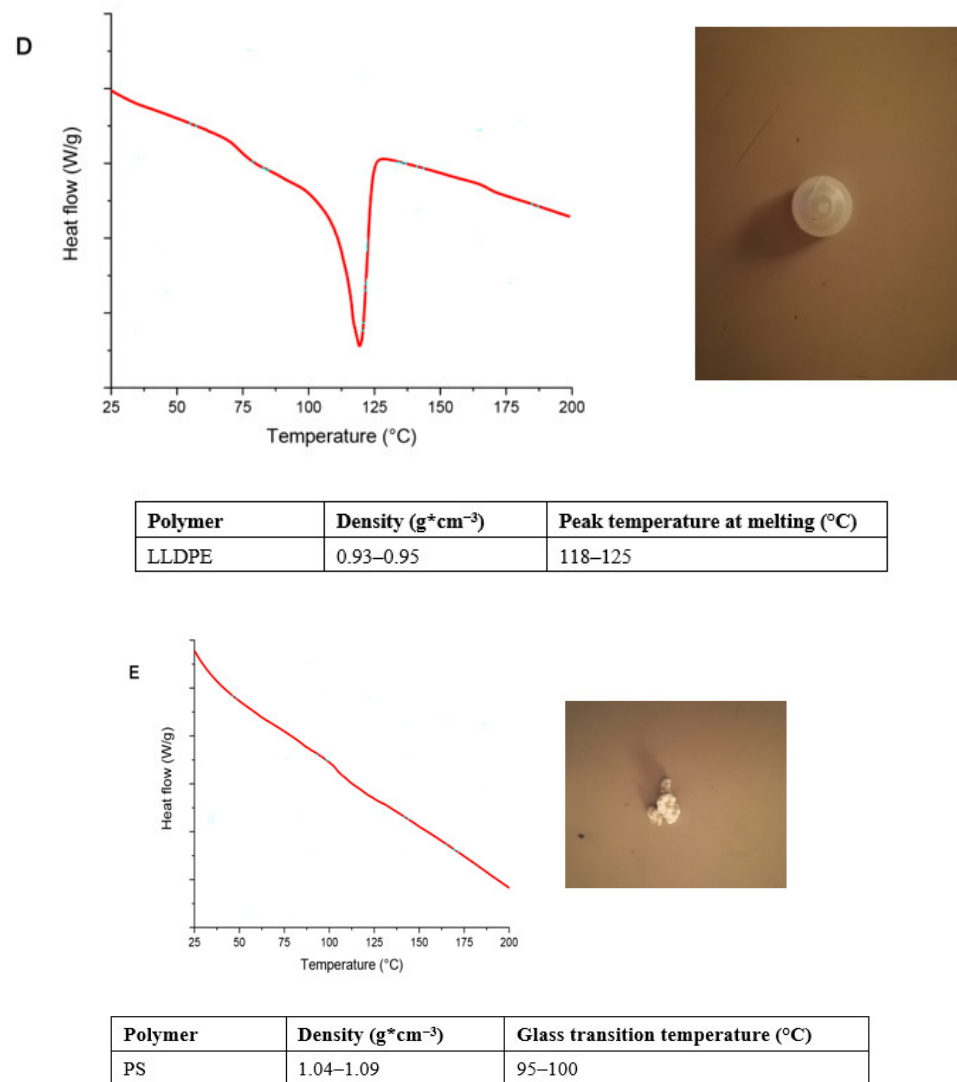 D
Heat flow (W/g)
25 50 75 100 125 150 175 200
Temperature (°C)
Polymer Density (g*cm⁻³) Peak temperature at melting (°C)
LLDPE 0.93–0.95 118–125
E
Heat flow (W/g)
25 50 75 100 125 150 175 200
Temperature (°C)
Polymer Density (g*cm⁻³) Glass transition temperature (°C)
PS 1.04–1.09 95–100